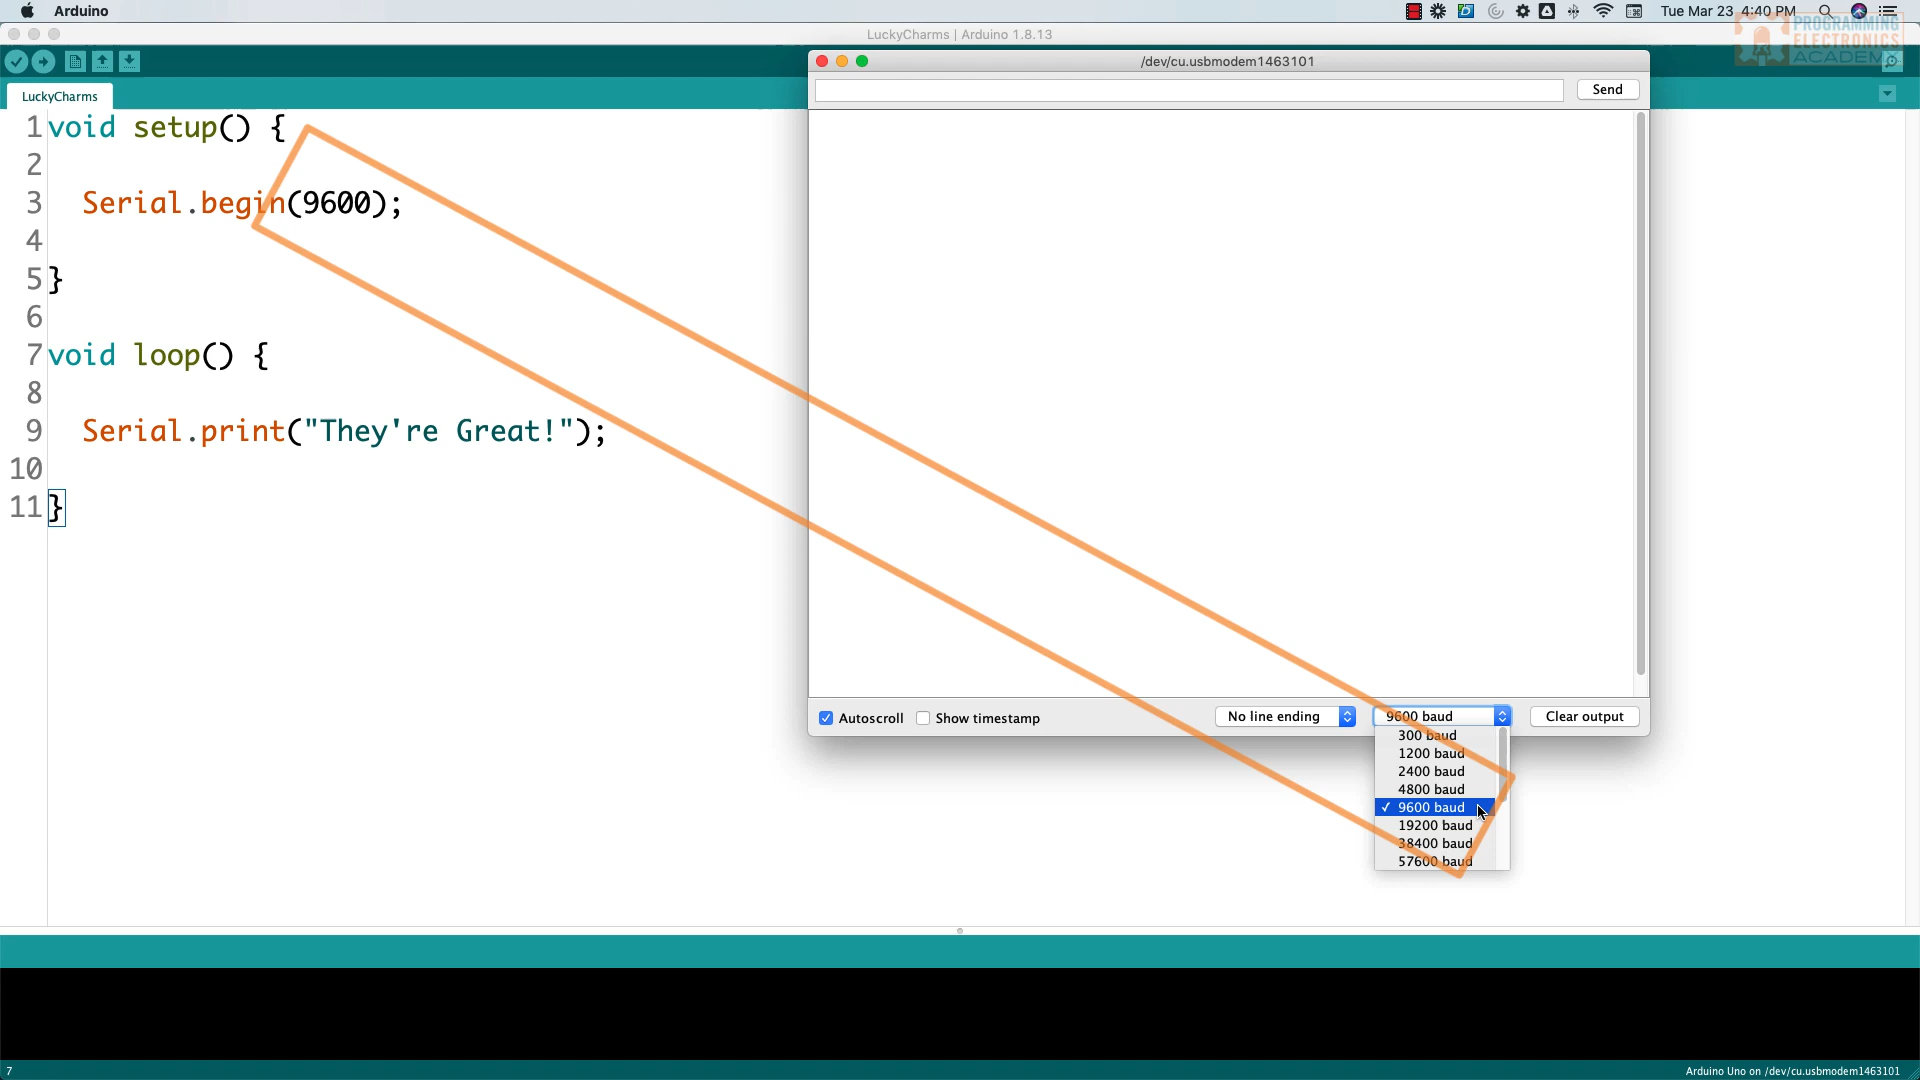 Arduino
Tue Mar 23 4:40 PM
LuckyCharms | Arduino 1.8.13
PROGRAMMING
ELECTRONICS
ACADEMY
/dev/cu.usbmodem1463101
Send
LuckyCharms
1 void setup() {
2
3 Serial.begin(9600);
4
5 }
6
7 void loop() {
8
9 Serial.print("They're Great!");
10
11 }
Autoscroll
Show timestamp
No line ending
9600 baud
Clear output
300 baud
1200 baud
2400 baud
4800 baud
✓ 9600 baud
19200 baud
38400 baud
57600 baud
7
Arduino Uno on /dev/cu.usbmodem1463101